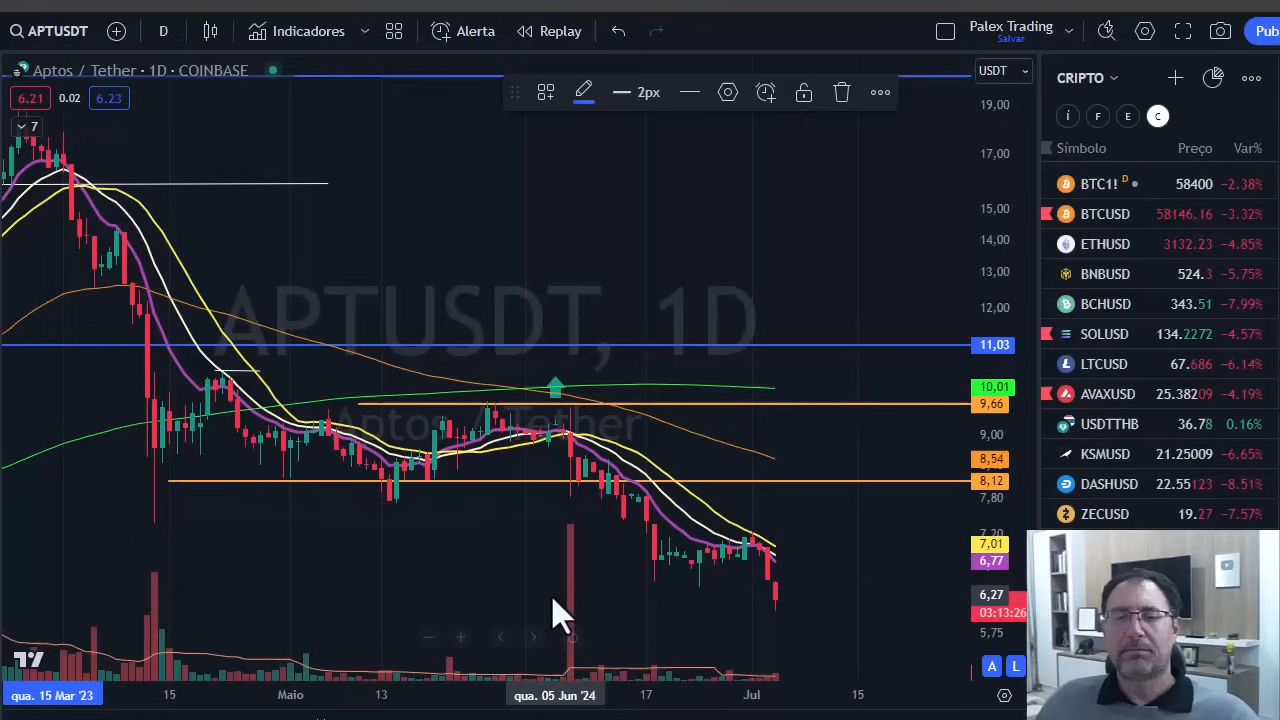 APTUSDT
D
Indicadores
Alerta
Replay
Palex Trading
Salvar
Pub
Aptos / Tether · 1D · COINBASE
USDT
6.21
0.02
6.23
7
2px
APTUSDT, 1D
Aptos / Tether
19,00
17,00
15,00
14,00
13,00
12,00
11,03
10,01
9,66
9,00
8,54
8,12
7,80
7,01
6,77
6,27
03:13:26
5,75
A
L
qua. 15 Mar '23
15
Maio
13
qua. 05 Jun '24
17
Jul
15
CRIPTO
Í
F
E
C
Símbolo Preço Var%
BTC1! D 58400 −2.38%
BTCUSD 58146.16 −3.32%
ETHUSD 3132.23 −4.85%
BNBUSD 524.3 −5.75%
BCHUSD 343.51 −7.99%
SOLUSD 134.2272 −4.57%
LTCUSD 67.686 −6.14%
AVAXUSD 25.38209 −4.19%
USDTTHB 36.78 0.16%
KSMUSD 21.25009 −6.65%
DASHUSD 22.55123 −8.51%
ZECUSD 19.27 −7.57%